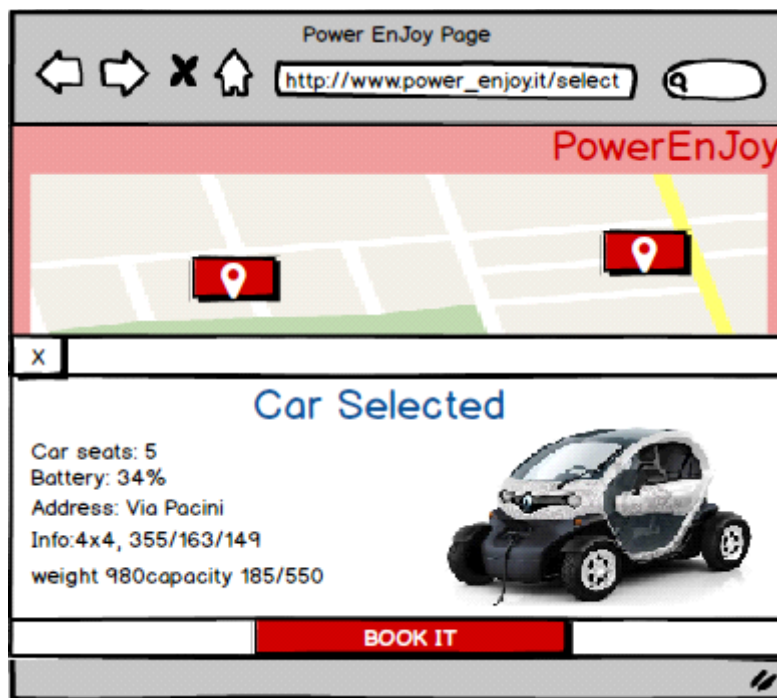 Power EnJoy Page
http://www.power_enjoy.it/select
PowerEnJoy
X
Car Selected
Car seats: 5
Battery: 34%
Address: Via Pacini
Info:4x4, 355/163/149
weight 980capacity 185/550
BOOK IT